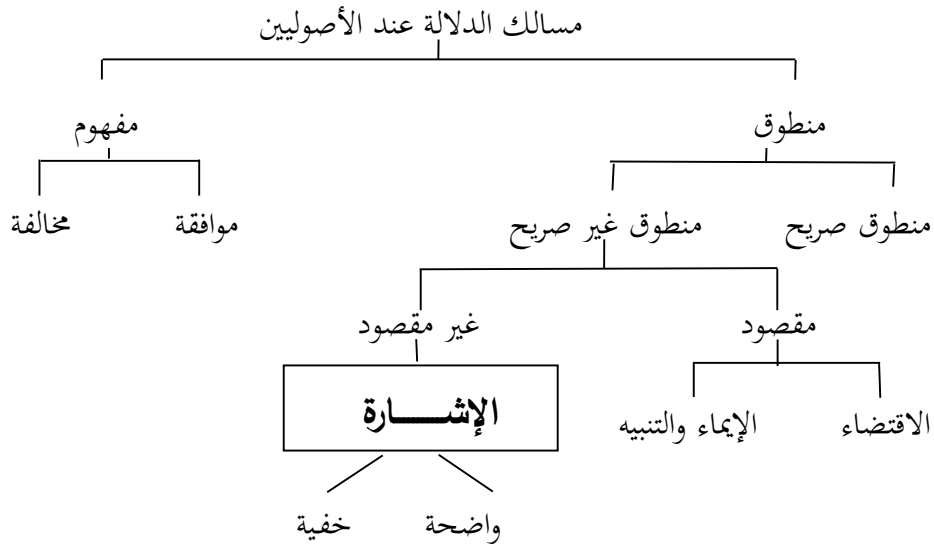 مسالك الدلالة عند الأصوليين
منطوق مفهوم
منطوق صريح منطوق غير صريح موافقة مخالفة
مقصود غير مقصود
الاقتضاء الإيماء والتنبيه الإشــــارة
واضحة خفية